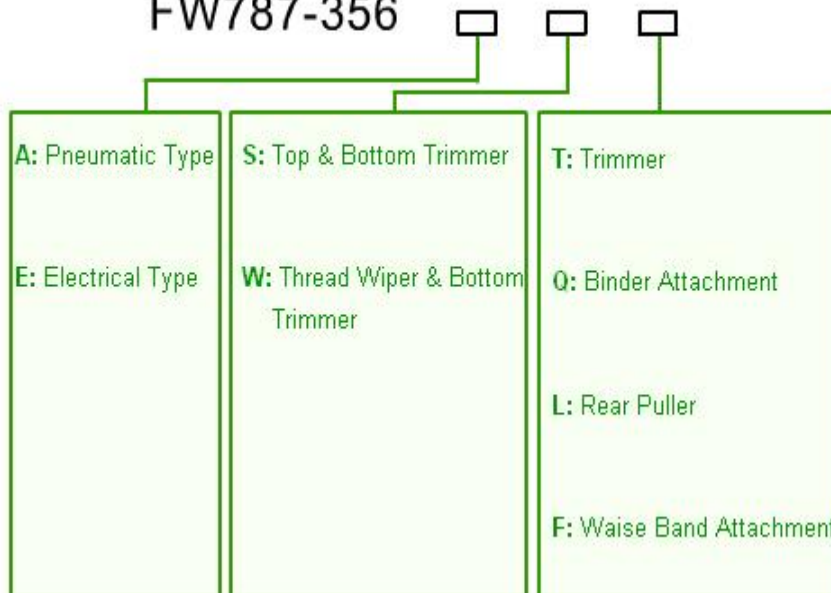 FW787-356
A: Pneumatic Type
E: Electrical Type
S: Top & Bottom Trimmer
W: Thread Wiper & Bottom
Trimmer
T: Trimmer
Q: Binder Attachment
L: Rear Puller
F: Waise Band Attachment